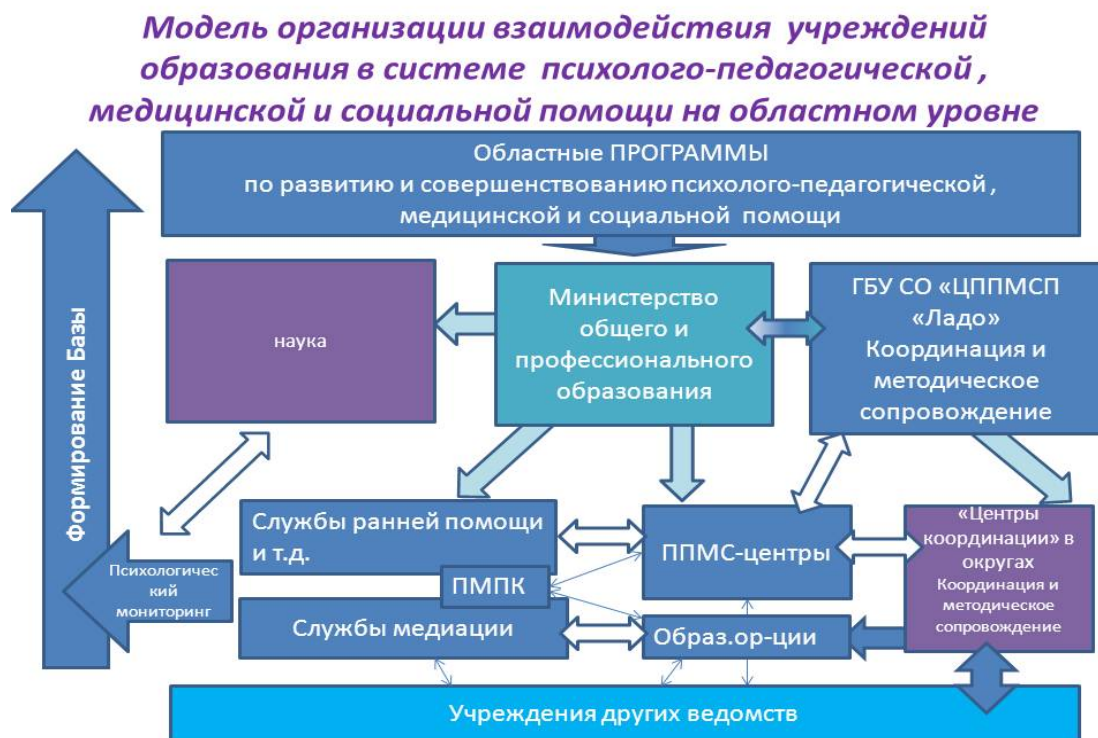 Модель организации взаимодействия учреждений
образования в системе психолого-педагогической ,
медицинской и социальной помощи на областном уровне
Областные ПРОГРАММЫ
по развитию и совершенствованию психолого-педагогической ,
медицинской и социальной помощи
Формирование Базы
наука
Министерство
общего и
профессионального
образования
ГБУ СО «ЦППМСП
«Ладо»
Координация и
методическое
сопровождение
Службы ранней помощи
и т.д.
ПМПК
ППМС-центры
«Центры
координации» в
округах
Координация и
методическое
сопровождение
Психологичес
кий
мониторинг
Службы медиации
Образ.ор-ции
Учреждения других ведомств